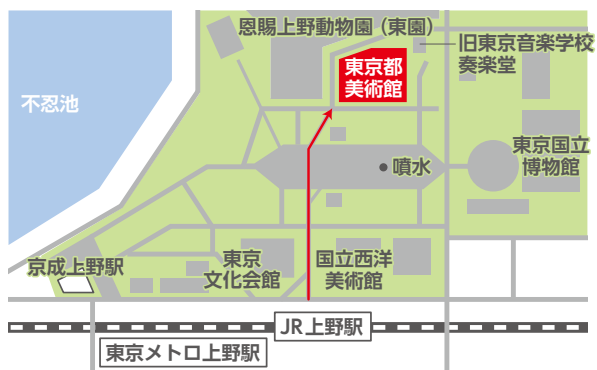 恩賜上野動物園（東園）
旧東京音楽学校
奏楽堂
東京都
美術館
不忍池
東京国立
博物館
噴水
京成上野駅
東京
文化会館
国立西洋
美術館
JR上野駅
東京メトロ上野駅